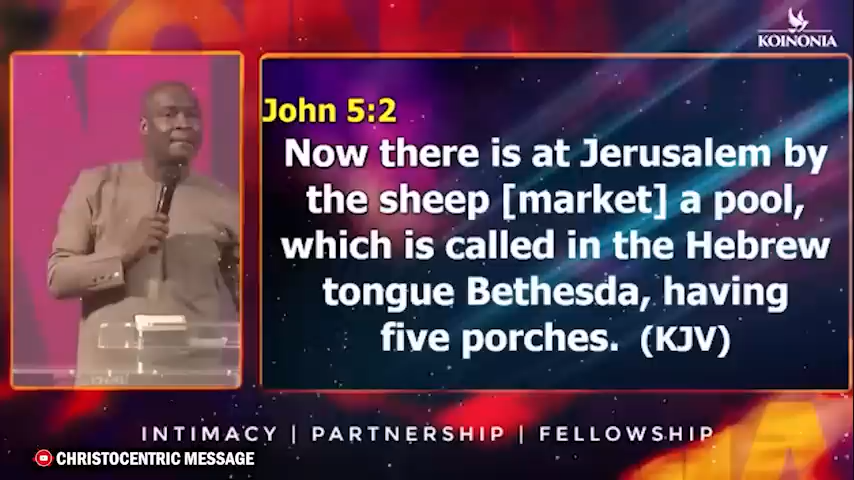 KOINONIA
John 5:2
Now there is at Jerusalem by
the sheep [market] a pool,
which is called in the Hebrew
tongue Bethesda, having
five porches. (KJV)
INTIMACY | PARTNERSHIP | FELLOWSHIP
CHRISTOCENTRIC MESSAGE